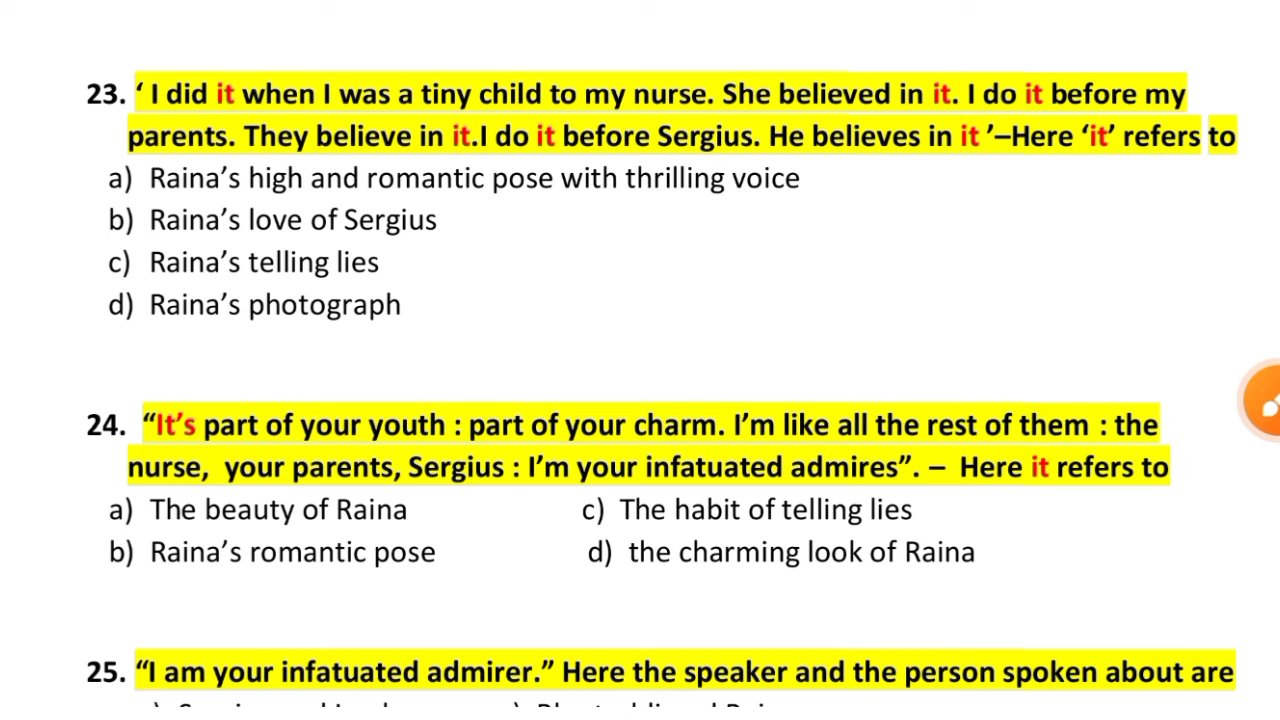 23. ‘ I did it when I was a tiny child to my nurse. She believed in it. I do it before my
parents. They believe in it.I do it before Sergius. He believes in it ’–Here ‘it’ refers to
a) Raina’s high and romantic pose with thrilling voice
b) Raina’s love of Sergius
c) Raina’s telling lies
d) Raina’s photograph
24. “It’s part of your youth : part of your charm. I’m like all the rest of them : the
nurse, your parents, Sergius : I’m your infatuated admires”. – Here it refers to
a) The beauty of Raina c) The habit of telling lies
b) Raina’s romantic pose d) the charming look of Raina
25. “I am your infatuated admirer.” Here the speaker and the person spoken about are